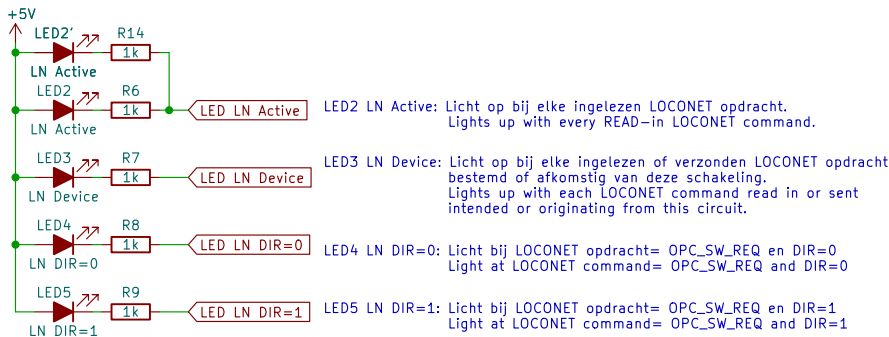 +5V
LED2' R14
1k
LN Active
LED2 R6
1k
LN Active
LED LN Active
LED2 LN Active: Licht op bij elke ingelezen LOCONET opdracht.
Lights up with every READ-in LOCONET command.
LED3 R7
1k
LN Device
LED LN Device
LED3 LN Device: Licht op bij elke ingelezen of verzonden LOCONET opdracht
bestemd of afkomstig van deze schakeling.
Lights up with each LOCONET command read in or sent
intended or originating from this circuit.
LED4 R8
1k
LN DIR=0
LED LN DIR=0
LED4 LN DIR=0: Licht bij LOCONET opdracht= OPC_SW_REQ en DIR=0
Light at LOCONET command= OPC_SW_REQ and DIR=0
LED5 R9
1k
LN DIR=1
LED LN DIR=1
LED5 LN DIR=1: Licht bij LOCONET opdracht= OPC_SW_REQ en DIR=1
Light at LOCONET command= OPC_SW_REQ and DIR=1